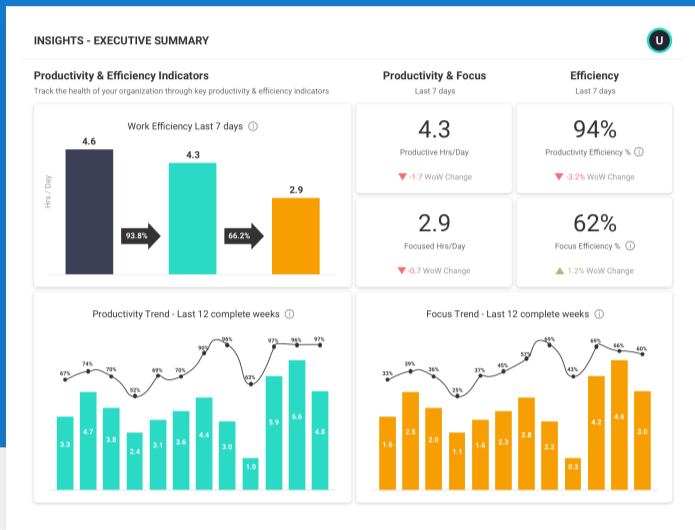 INSIGHTS - EXECUTIVE SUMMARY
U
Productivity & Efficiency Indicators
Track the health of your organization through key productivity & efficiency indicators
Productivity & Focus
Last 7 days
Efficiency
Last 7 days
Work Efficiency Last 7 days
Hrs / Day
4.6
93.8%
4.3
66.2%
2.9
4.3
Productive Hrs/Day
-1.7 WoW Change
94%
Productivity Efficiency %
-3.2% WoW Change
2.9
Focused Hrs/Day
-0.7 WoW Change
62%
Focus Efficiency %
1.2% WoW Change
Productivity Trend - Last 12 complete weeks
67% 74% 70% 52% 69% 70% 90% 96% 63% 97% 96% 97%
3.3 4.7 3.8 2.4 3.1 3.6 4.4 3.0 1.0 5.9 6.6 4.8
Focus Trend - Last 12 complete weeks
33% 39% 36% 25% 37% 45% 57% 69% 43% 69% 66% 60%
1.6 2.5 2.0 1.1 1.6 2.3 2.8 2.2 0.3 4.2 4.6 3.0